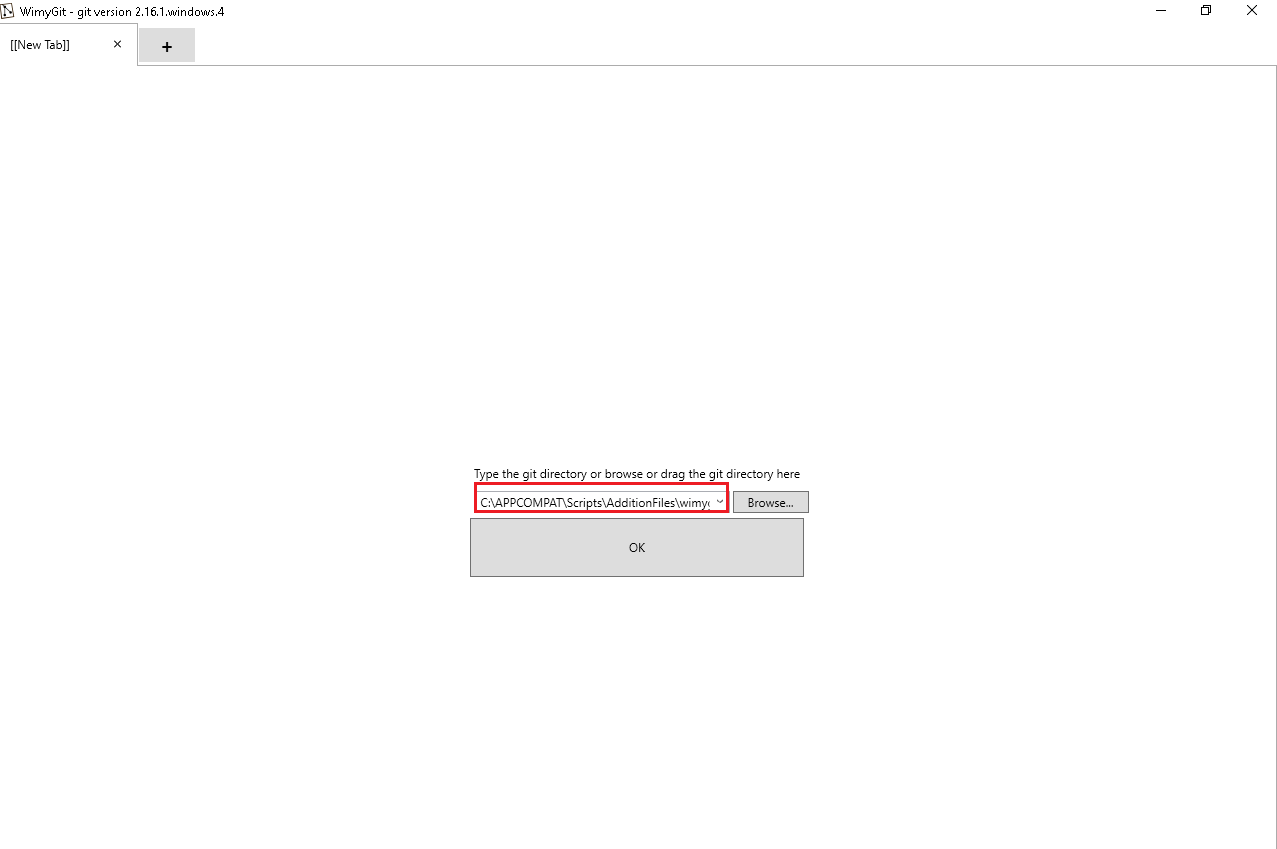 WimyGit - git version 2.16.1.windows.4
[[New Tab]]
+
Type the git directory or browse or drag the git directory here
C:\APPCOMPAT\Scripts\AdditionFiles\wimyg
Browse...
OK